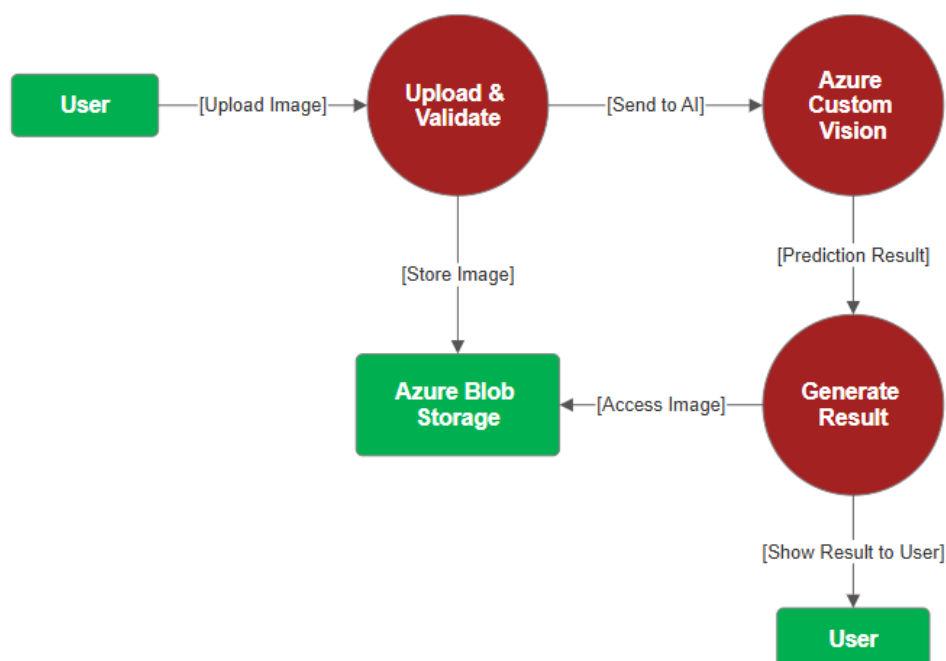 User
[Upload Image]
Upload &
Validate
[Send to AI]
Azure
Custom
Vision
[Store Image]
[Prediction Result]
Azure Blob
Storage
[Access Image]
Generate
Result
[Show Result to User]
User